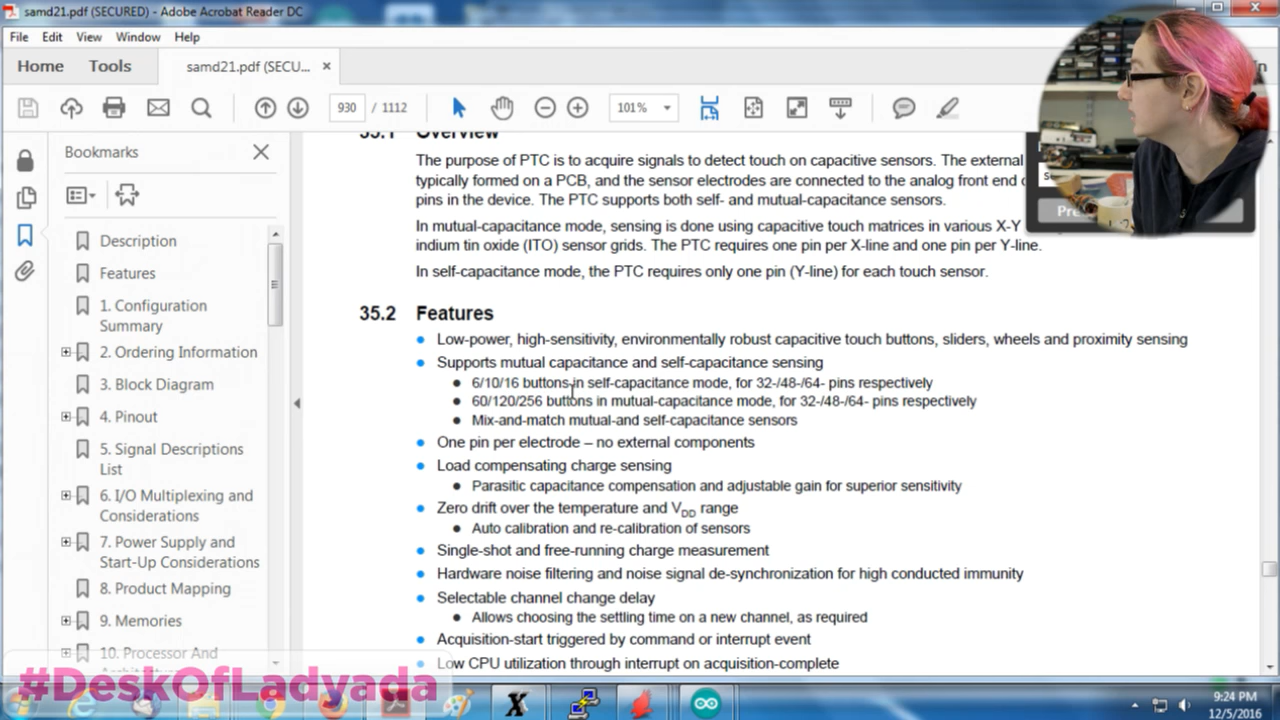 samd21.pdf (SECURED) - Adobe Acrobat Reader DC
File Edit View Window Help
Home Tools samd21.pdf (SECU... ×
930 / 1112 101%
Bookmarks
Description
Features
1. Configuration
Summary
2. Ordering Information
3. Block Diagram
4. Pinout
5. Signal Descriptions
List
6. I/O Multiplexing and
Considerations
7. Power Supply and
Start-Up Considerations
8. Product Mapping
9. Memories
10. Processor And
35.1 Overview
The purpose of PTC is to acquire signals to detect touch on capacitive sensors. The external
typically formed on a PCB, and the sensor electrodes are connected to the analog front end
pins in the device. The PTC supports both self- and mutual-capacitance sensors.
In mutual-capacitance mode, sensing is done using capacitive touch matrices in various X-Y
indium tin oxide (ITO) sensor grids. The PTC requires one pin per X-line and one pin per Y-line.
In self-capacitance mode, the PTC requires only one pin (Y-line) for each touch sensor.
35.2 Features
Low-power, high-sensitivity, environmentally robust capacitive touch buttons, sliders, wheels and proximity sensing
Supports mutual capacitance and self-capacitance sensing
6/10/16 buttons in self-capacitance mode, for 32-/48-/64- pins respectively
60/120/256 buttons in mutual-capacitance mode, for 32-/48-/64- pins respectively
Mix-and-match mutual-and self-capacitance sensors
One pin per electrode – no external components
Load compensating charge sensing
Parasitic capacitance compensation and adjustable gain for superior sensitivity
Zero drift over the temperature and VDD range
Auto calibration and re-calibration of sensors
Single-shot and free-running charge measurement
Hardware noise filtering and noise signal de-synchronization for high conducted immunity
Selectable channel change delay
Allows choosing the settling time on a new channel, as required
Acquisition-start triggered by command or interrupt event
Low CPU utilization through interrupt on acquisition-complete
#DeskOfLadyada
9:24 PM
12/5/2016